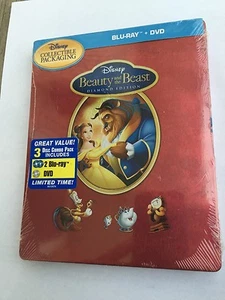 BLU-RAY + DVD
Disney
COLLECTIBLE
PACKAGING
Disney
Beauty and the Beast
DIAMOND EDITION
GREAT VALUE!
3 Disc Combo Pack
INCLUDES
2 Blu-ray
DVD
LIMITED TIME!